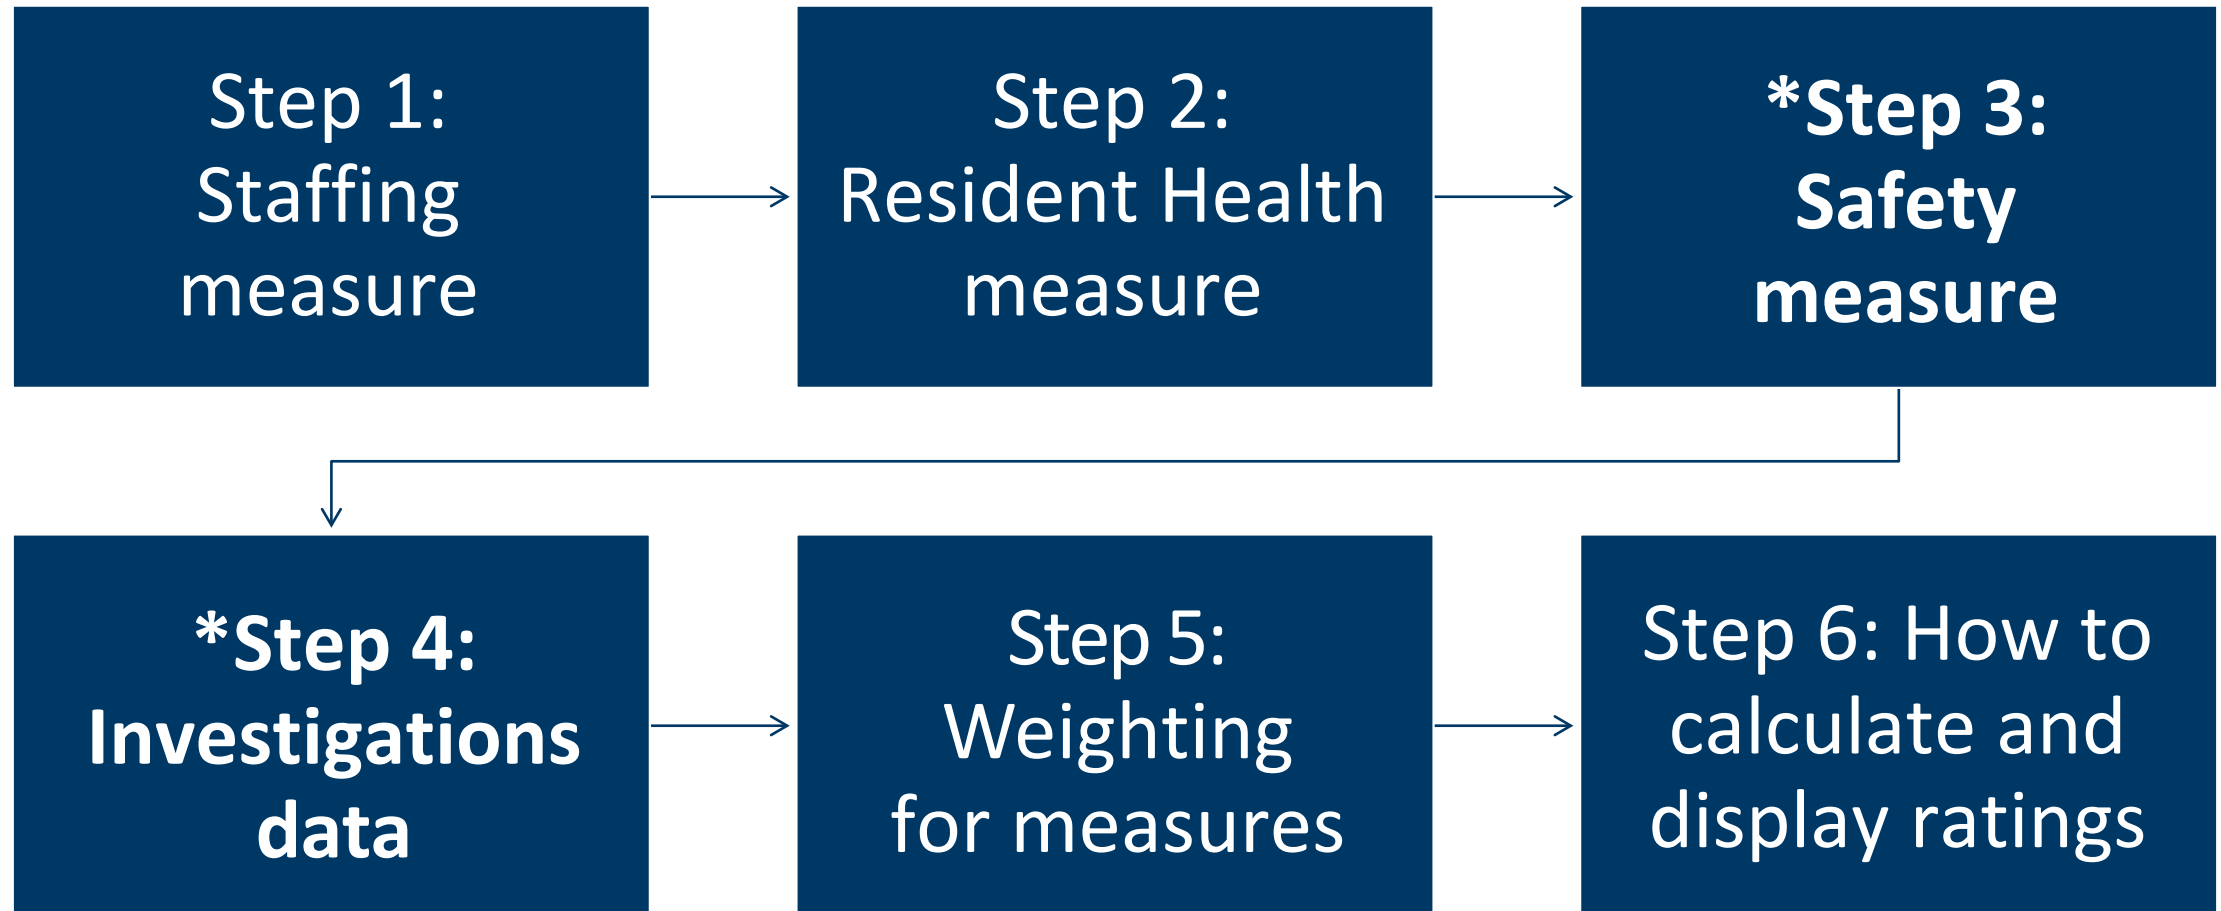 Step 1:
Staffing
measure
Step 2:
Resident Health
measure
*Step 3:
Safety
measure
*Step 4:
Investigations
data
Step 5:
Weighting
for measures
Step 6: How to
calculate and
display ratings